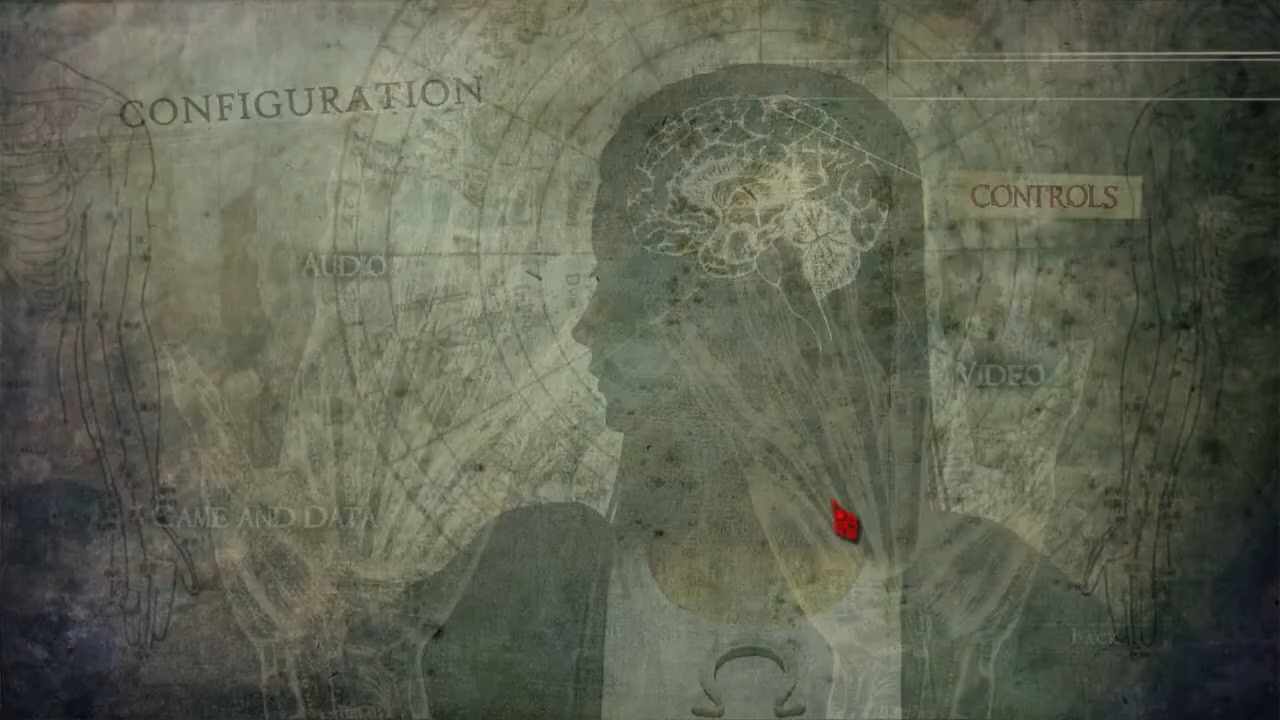 CONFIGURATION
CONTROLS
AUDIO
VIDEO
GAME AND DATA
BACK
Ω